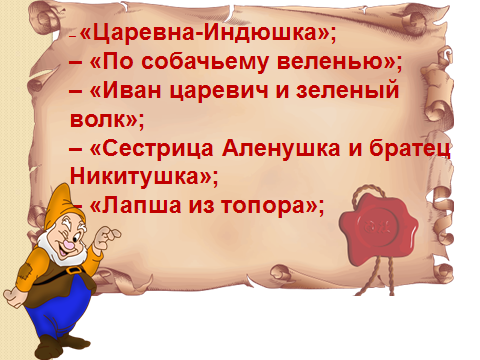 – «Царевна-Индюшка»;
– «По собачьему веленью»;
– «Иван царевич и зеленый
волк»;
– «Сестрица Аленушка и братец
Никитушка»;
– «Лапша из топора»;